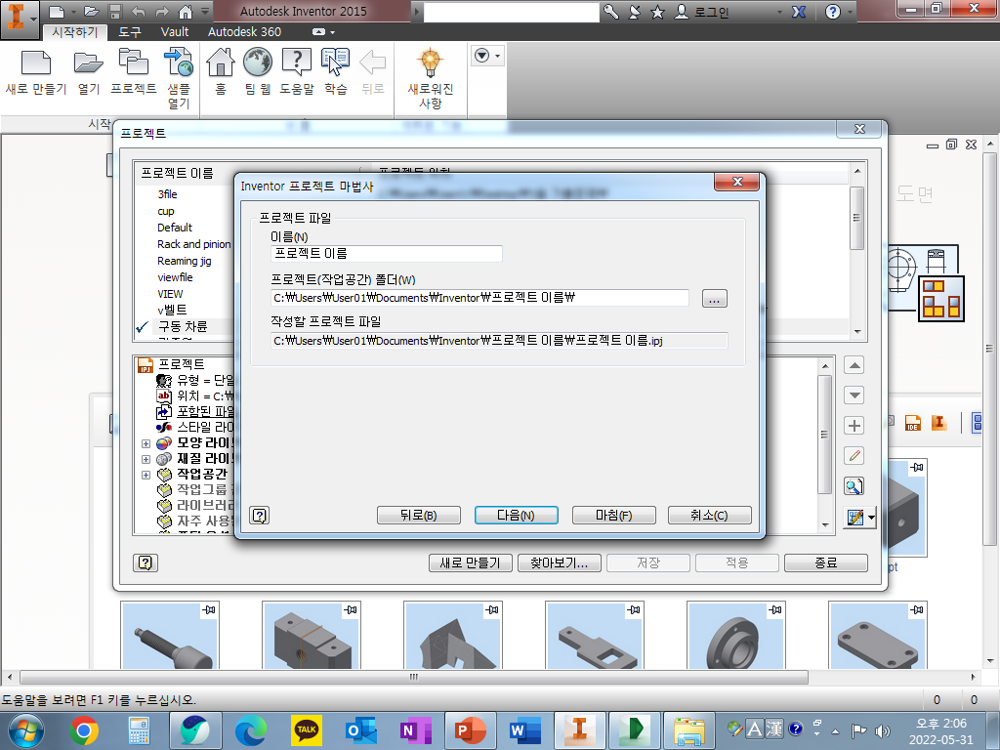 Autodesk Inventor 2015
로그인
시작하기 도구 Vault Autodesk 360
새로 만들기 열기 프로젝트 샘플 열기 홈 팀 웹 도움말 학습 뒤로 새로워진 사항
시작
프로젝트
도면
프로젝트 이름
3file
cup
Default
Rack and pinion
Reaming jig
viewfile
VIEW
v벨트
구동 차륜
Inventor 프로젝트 마법사
프로젝트 파일
이름(N)
프로젝트 이름
프로젝트(작업공간) 폴더(W)
C:₩Users₩User01₩Documents₩Inventor₩프로젝트 이름₩
...
작성할 프로젝트 파일
C:₩Users₩User01₩Documents₩Inventor₩프로젝트 이름₩프로젝트 이름.ipj
뒤로(B) 다음(N) 마침(F) 취소(C)
프로젝트
유형 = 단일
위치 = C:₩
포함된 파일
스타일 라이
모양 라이브
재질 라이브
작업공간
작업그룹
라이브러리
자주 사용
새로 만들기 찾아보기... 저장 적용 종료
pt
도움말을 보려면 F1 키를 누르십시오.
0 0
TALK
A 漢
오후 2:06
2022-05-31